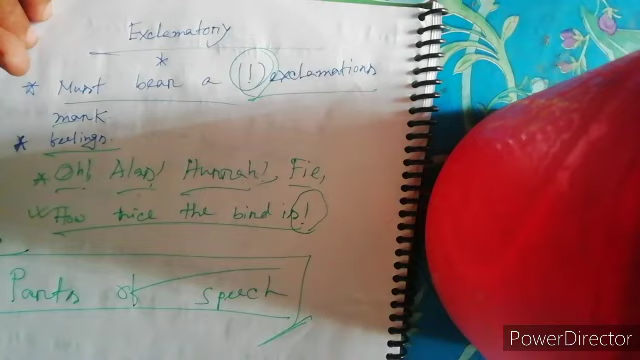 Exclamatory
*
* Must bear a (!) exclamations
mark
* feelings.
* Oh! Alas! Hurrah!, Fie,
* How nice the bird is!
Parts of speech
PowerDirector